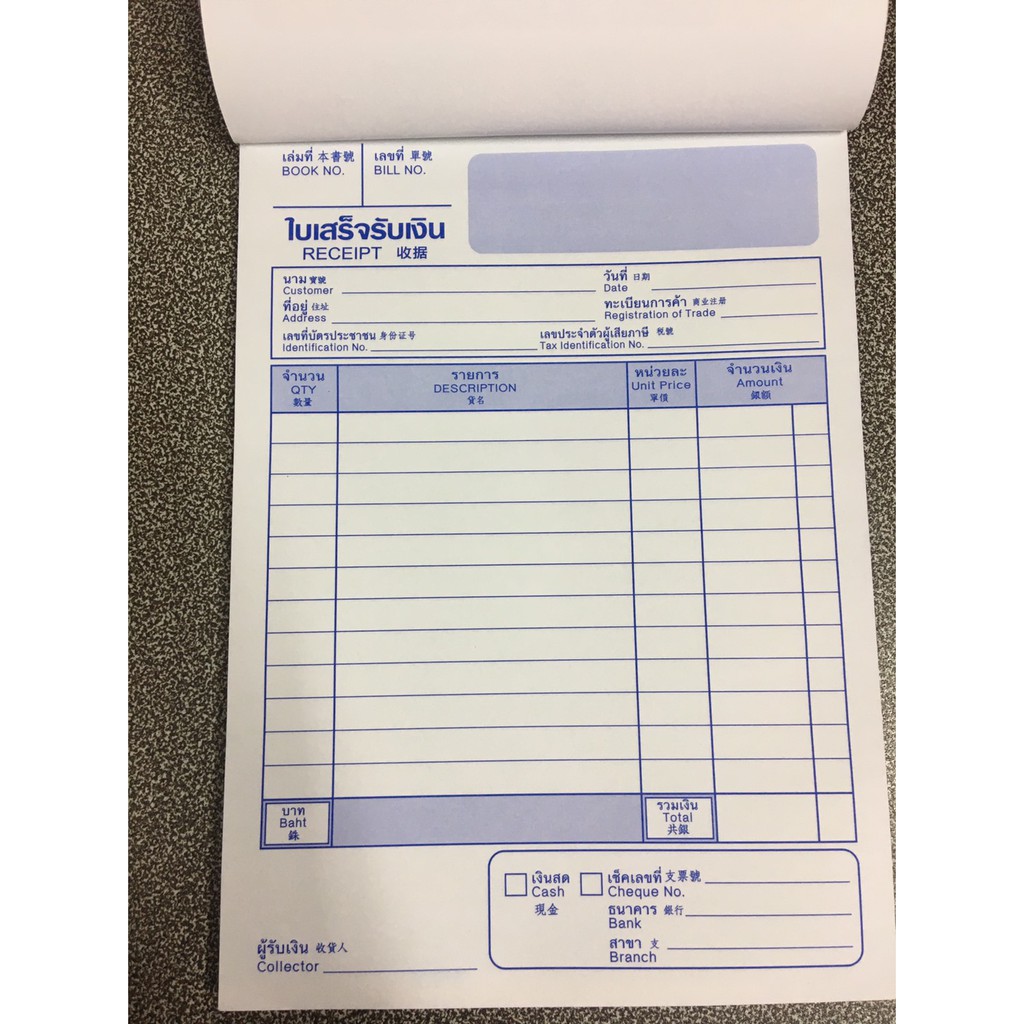 เล่มที่ 本書號 เลขที่ 單號
BOOK NO. BILL NO.
ใบเสร็จรับเงิน
RECEIPT 收据
นาม 寳號 วันที่ 日期
Customer Date
ที่อยู่ 住址 ทะเบียนการค้า 商业注册
Address Registration of Trade
เลขที่บัตรประชาชน 身份证号 เลขประจำตัวผู้เสียภาษี 税號
Identification No. Tax Identification No.
จำนวน รายการ หน่วยละ จำนวนเงิน
QTY DESCRIPTION Unit Price Amount
數量 貨名 單價 銀額
บาท รวมเงิน
Baht Total
銖 共銀
เงินสด เช็คเลขที่ 支票號
Cash Cheque No.
現金 ธนาคาร 銀行
Bank
สาขา 支
Branch
ผู้รับเงิน 收貨人
Collector